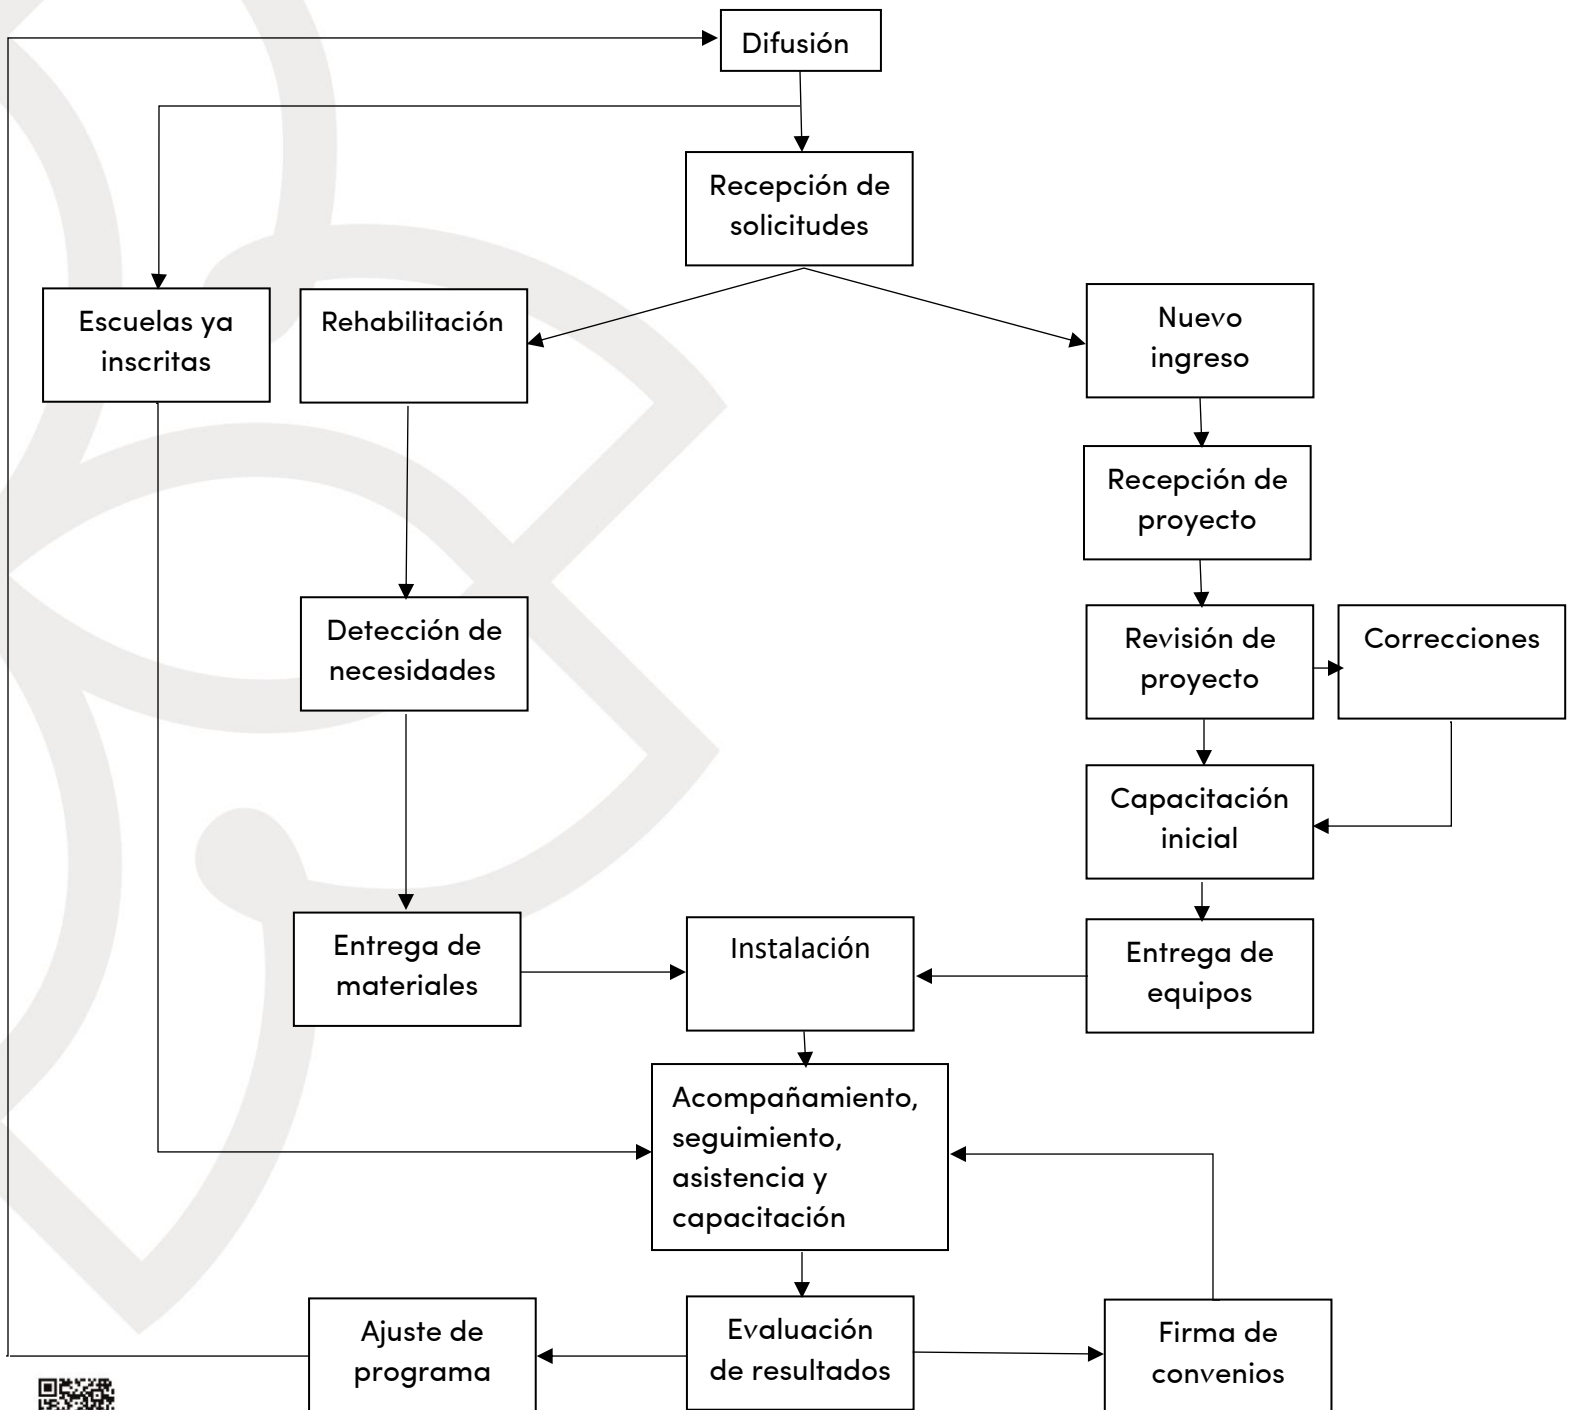 Difusión
Recepción de
solicitudes
Escuelas ya
inscritas
Rehabilitación
Nuevo
ingreso
Recepción de
proyecto
Detección de
necesidades
Revisión de
proyecto
Correcciones
Capacitación
inicial
Entrega de
materiales
Instalación
Entrega de
equipos
Acompañamiento,
seguimiento,
asistencia y
capacitación
Ajuste de
programa
Evaluación
de resultados
Firma de
convenios